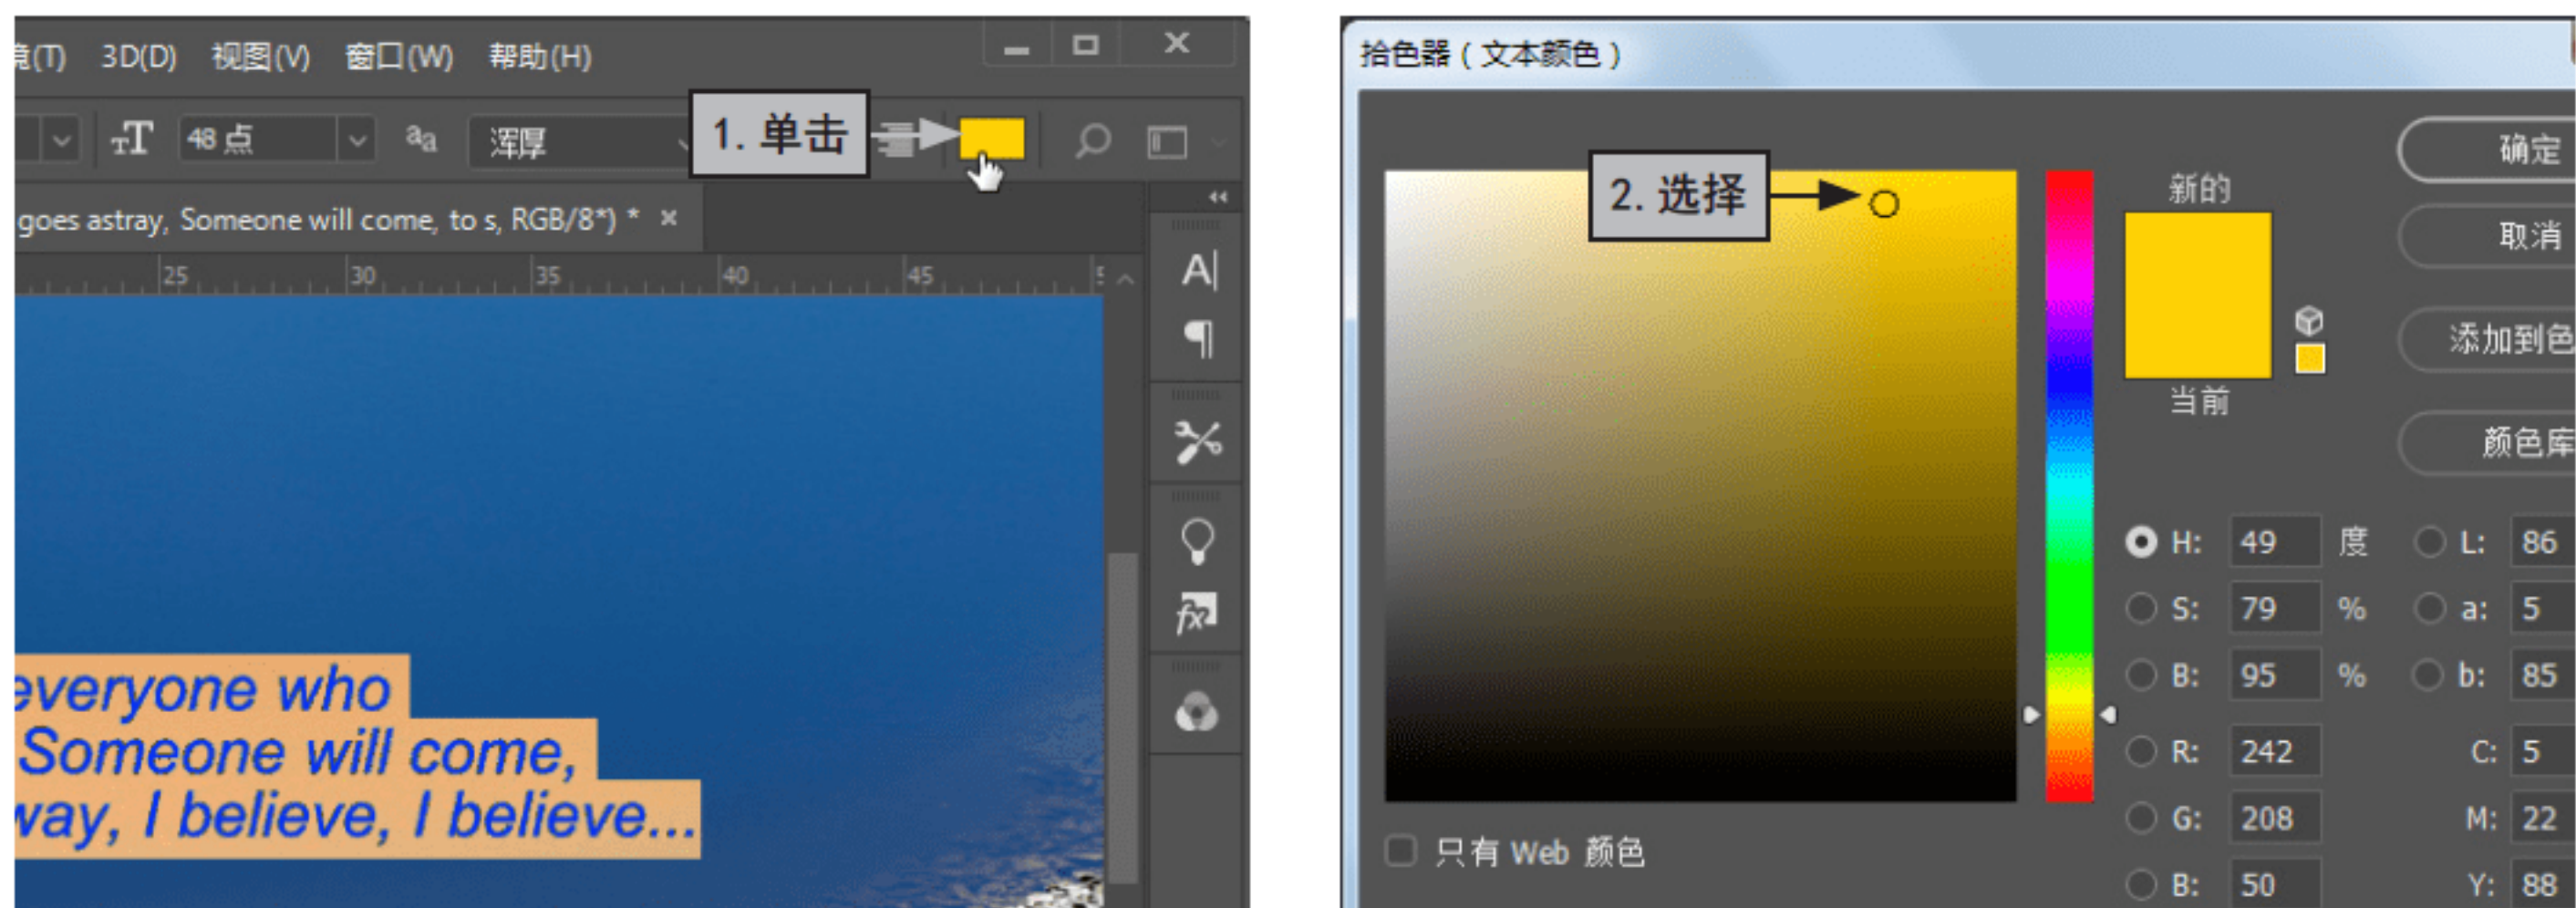 竟(T) 3D(D) 视图(V) 窗口(W) 帮助(H)
48 点 aa 浑厚
1. 单击
goes astray, Someone will come, to s, RGB/8*) * ×
25 30 35 40 45
A|
fx
everyone who
Someone will come,
way, I believe, I believe...
拾色器（文本颜色）
2. 选择
新的
当前
确定
取消
添加到色
颜色库
H: 49 度 L: 86
S: 79 % a: 5
B: 95 % b: 85
R: 242 C: 5
G: 208 M: 22
B: 50 Y: 88
只有 Web 颜色